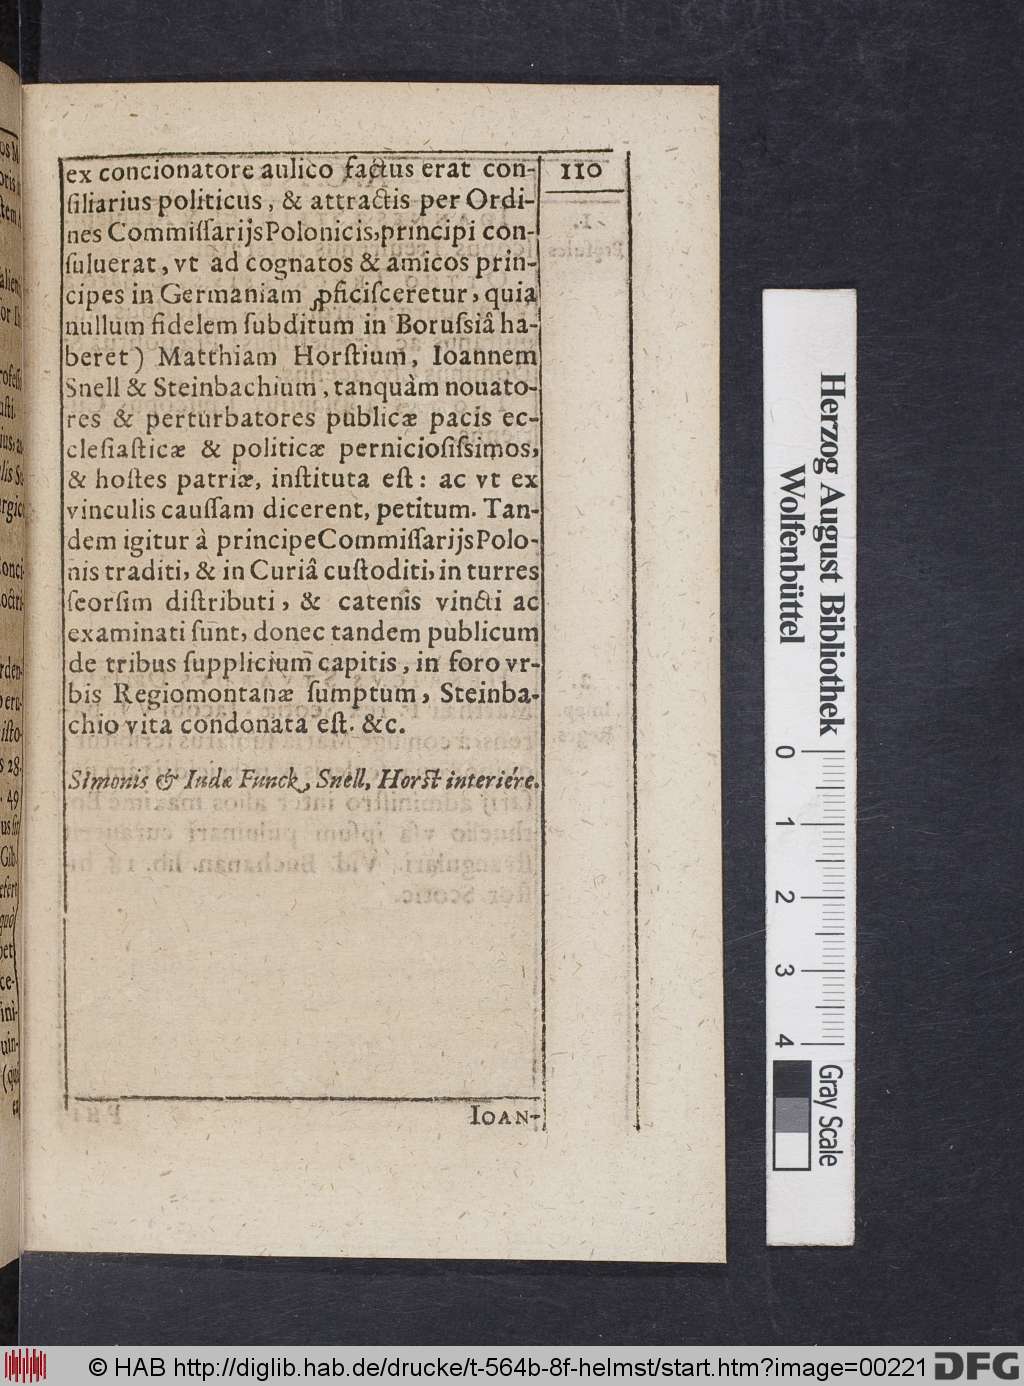 ex concionatore aulico factus erat con-
110
ſiliarius politicus, & attractis per Ordi-
nes Commiſſarijs Polonicis, principi con-
ſuluerat, vt ad cognatos & amicos prin-
cipes in Germaniam ꝓficiſceretur, quia
nullum fidelem ſubditum in Boruſsiâ ha-
beret) Matthiam Horſtium, Ioannem
Snell & Steinbachium, tanquàm nouato-
res & perturbatores publicæ pacis ec-
cleſiaſticæ & politicæ pernicioſiſsimos,
& hoſtes patriæ, inſtituta eſt: ac vt ex
vinculis cauſſam dicerent, petitum. Tan-
dem igitur à principe Commiſſarijs Polo-
nis traditi, & in Curiâ cuſtoditi, in turres
ſeorſim diſtributi, & catenis vincti ac
examinati ſunt, donec tandem publicum
de tribus ſupplicium capitis, in foro vr-
bis Regiomontanæ ſumptum, Steinba-
chio vita condonata eſt. &c.
Simonis & Iudæ Funck, Snell, Horſt interiére.
IOAN-
Herzog August Bibliothek
Wolfenbüttel
0 1 2 3 4
Gray Scale
© HAB http://diglib.hab.de/drucke/t-564b-8f-helmst/start.htm?image=00221
DFG